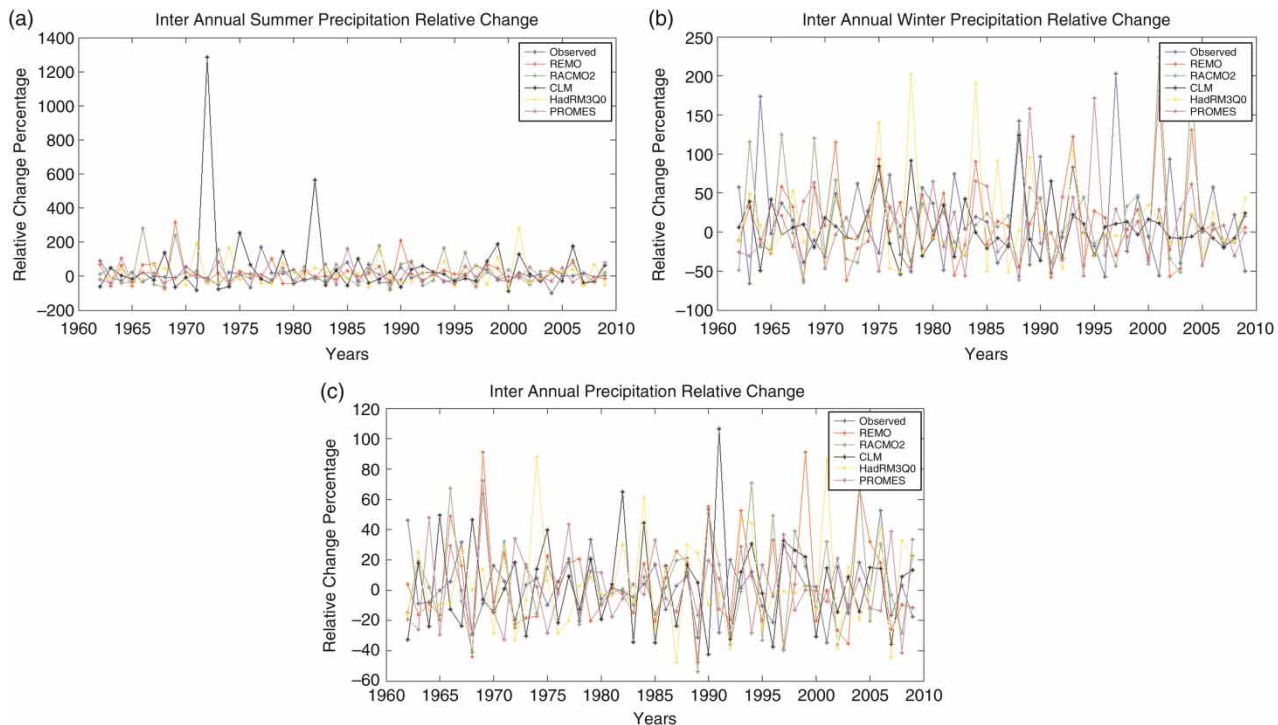 (a)
Inter Annual Summer Precipitation Relative Change
Relative Change Percentage
1400
1200
1000
800
600
400
200
0
−200
1960 1965 1970 1975 1980 1985 1990 1995 2000 2005 2010
Years
Observed
REMO
RACMO2
CLM
HadRM3Q0
PROMES
(b)
Inter Annual Winter Precipitation Relative Change
Relative Change Percentage
250
200
150
100
50
0
−50
−100
1960 1965 1970 1975 1980 1985 1990 1995 2000 2005 2010
Years
Observed
REMO
RACMO2
CLM
HadRM3Q0
PROMES
(c)
Inter Annual Precipitation Relative Change
Relative Change Percentage
120
100
80
60
40
20
0
−20
−40
−60
1960 1965 1970 1975 1980 1985 1990 1995 2000 2005 2010
Years
Observed
REMO
RACMO2
CLM
HadRM3Q0
PROMES